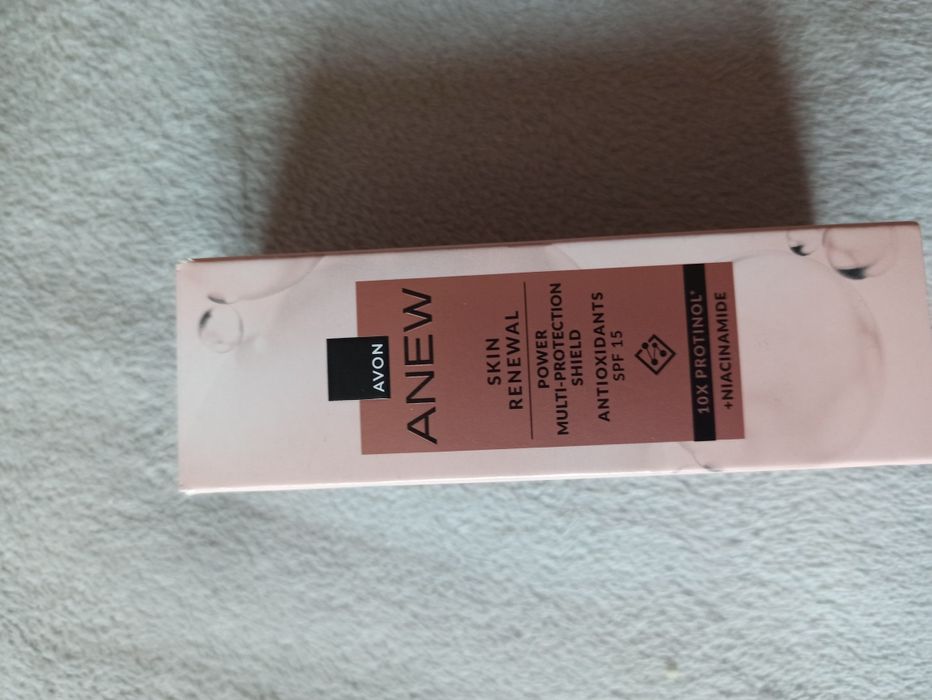 AVON
ANEW
SKIN
RENEWAL
POWER
MULTI-PROTECTION
SHIELD
ANTIOXIDANTS
SPF 15
10X PROTINOL*
+NIACINAMIDE